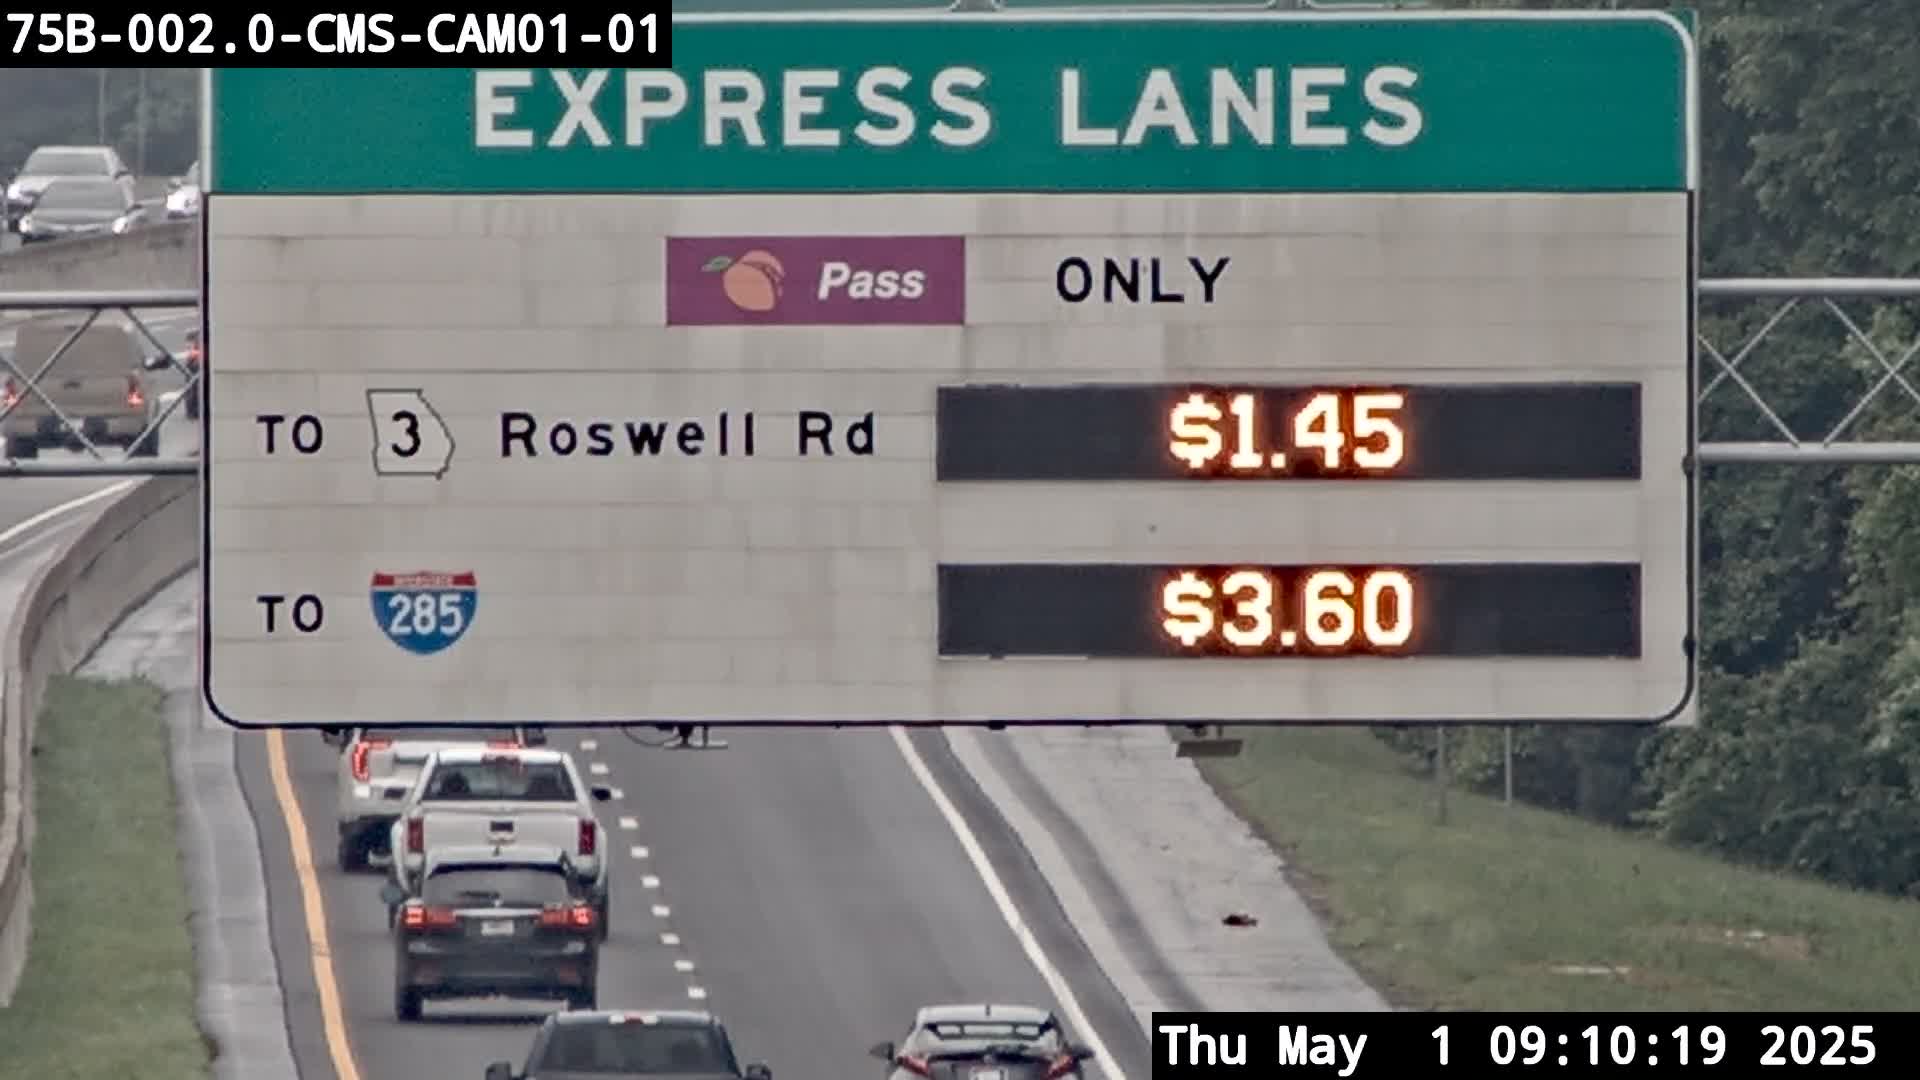 75B-002.0-CMS-CAM01-01
EXPRESS LANES
Pass ONLY
TO 3 Roswell Rd $1.45
INTERSTATE
TO 285 $3.60
Thu May 1 09:10:19 2025